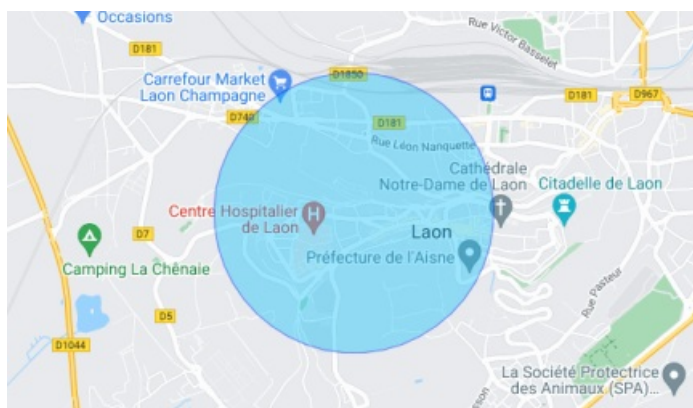 Occasions
Rue Victor Basselet
D181
D1850
Carrefour Market
Laon Champagne
D181
D967
D740
D181
Rue Léon Nanquette
Cathédrale
Notre-Dame de Laon
Citadelle de Laon
Centre Hospitalier
de Laon
H
D7
Laon
Préfecture de l'Aisne
Camping La Chênaie
Rue Pasteur
D5
D1044
La Société Protectrice
des Animaux (SPA)...
sson